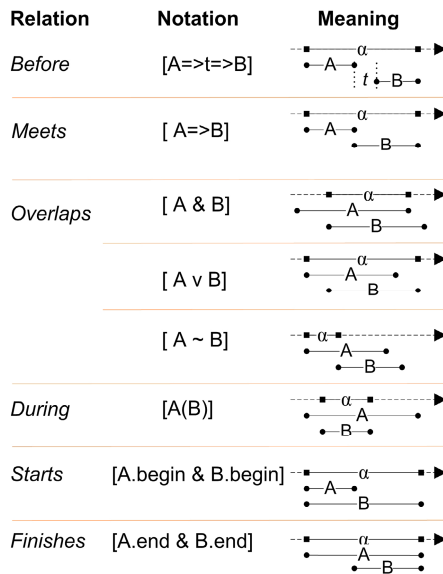 Relation Notation Meaning
Before [A=>t=>B] α A t B
Meets [ A=>B] α A B
Overlaps [ A & B] α A B
[ A v B] α A B
[ A ~ B] α A B
During [A(B)] α A B
Starts [A.begin & B.begin] α A B
Finishes [A.end & B.end] α A B